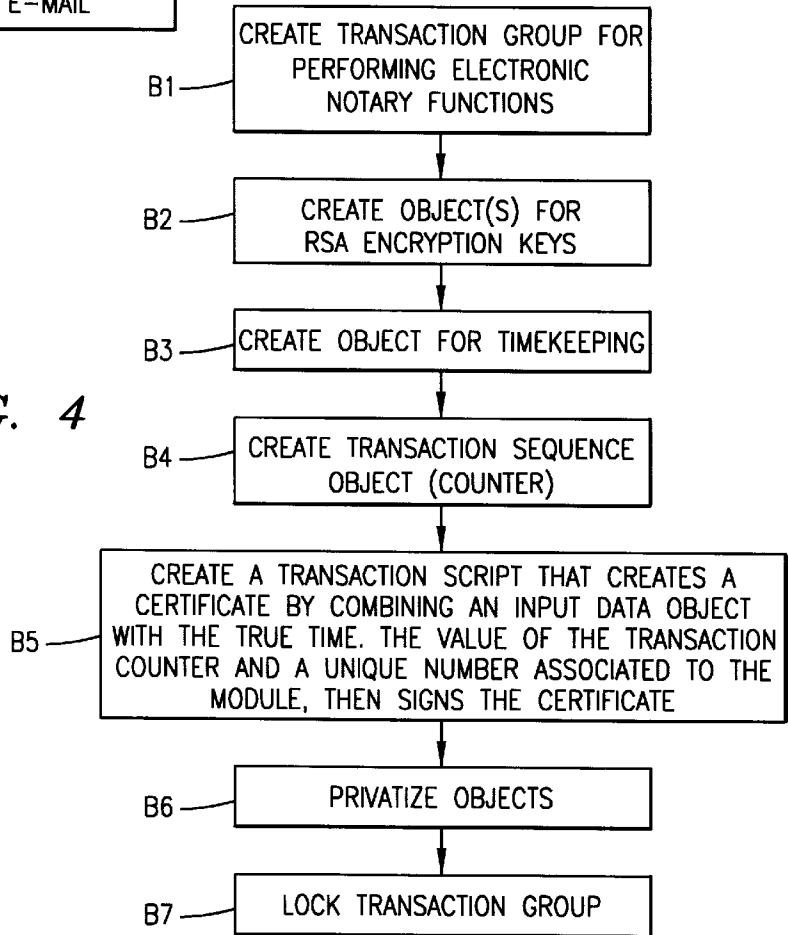 E-MAIL
CREATE TRANSACTION GROUP FOR
PERFORMING ELECTRONIC
NOTARY FUNCTIONS
B1
CREATE OBJECT(S) FOR
RSA ENCRYPTION KEYS
B2
CREATE OBJECT FOR TIMEKEEPING
B3
G. 4
CREATE TRANSACTION SEQUENCE
OBJECT (COUNTER)
B4
CREATE A TRANSACTION SCRIPT THAT CREATES A
CERTIFICATE BY COMBINING AN INPUT DATA OBJECT
WITH THE TRUE TIME. THE VALUE OF THE TRANSACTION
COUNTER AND A UNIQUE NUMBER ASSOCIATED TO THE
MODULE, THEN SIGNS THE CERTIFICATE
B5
PRIVATIZE OBJECTS
B6
LOCK TRANSACTION GROUP
B7